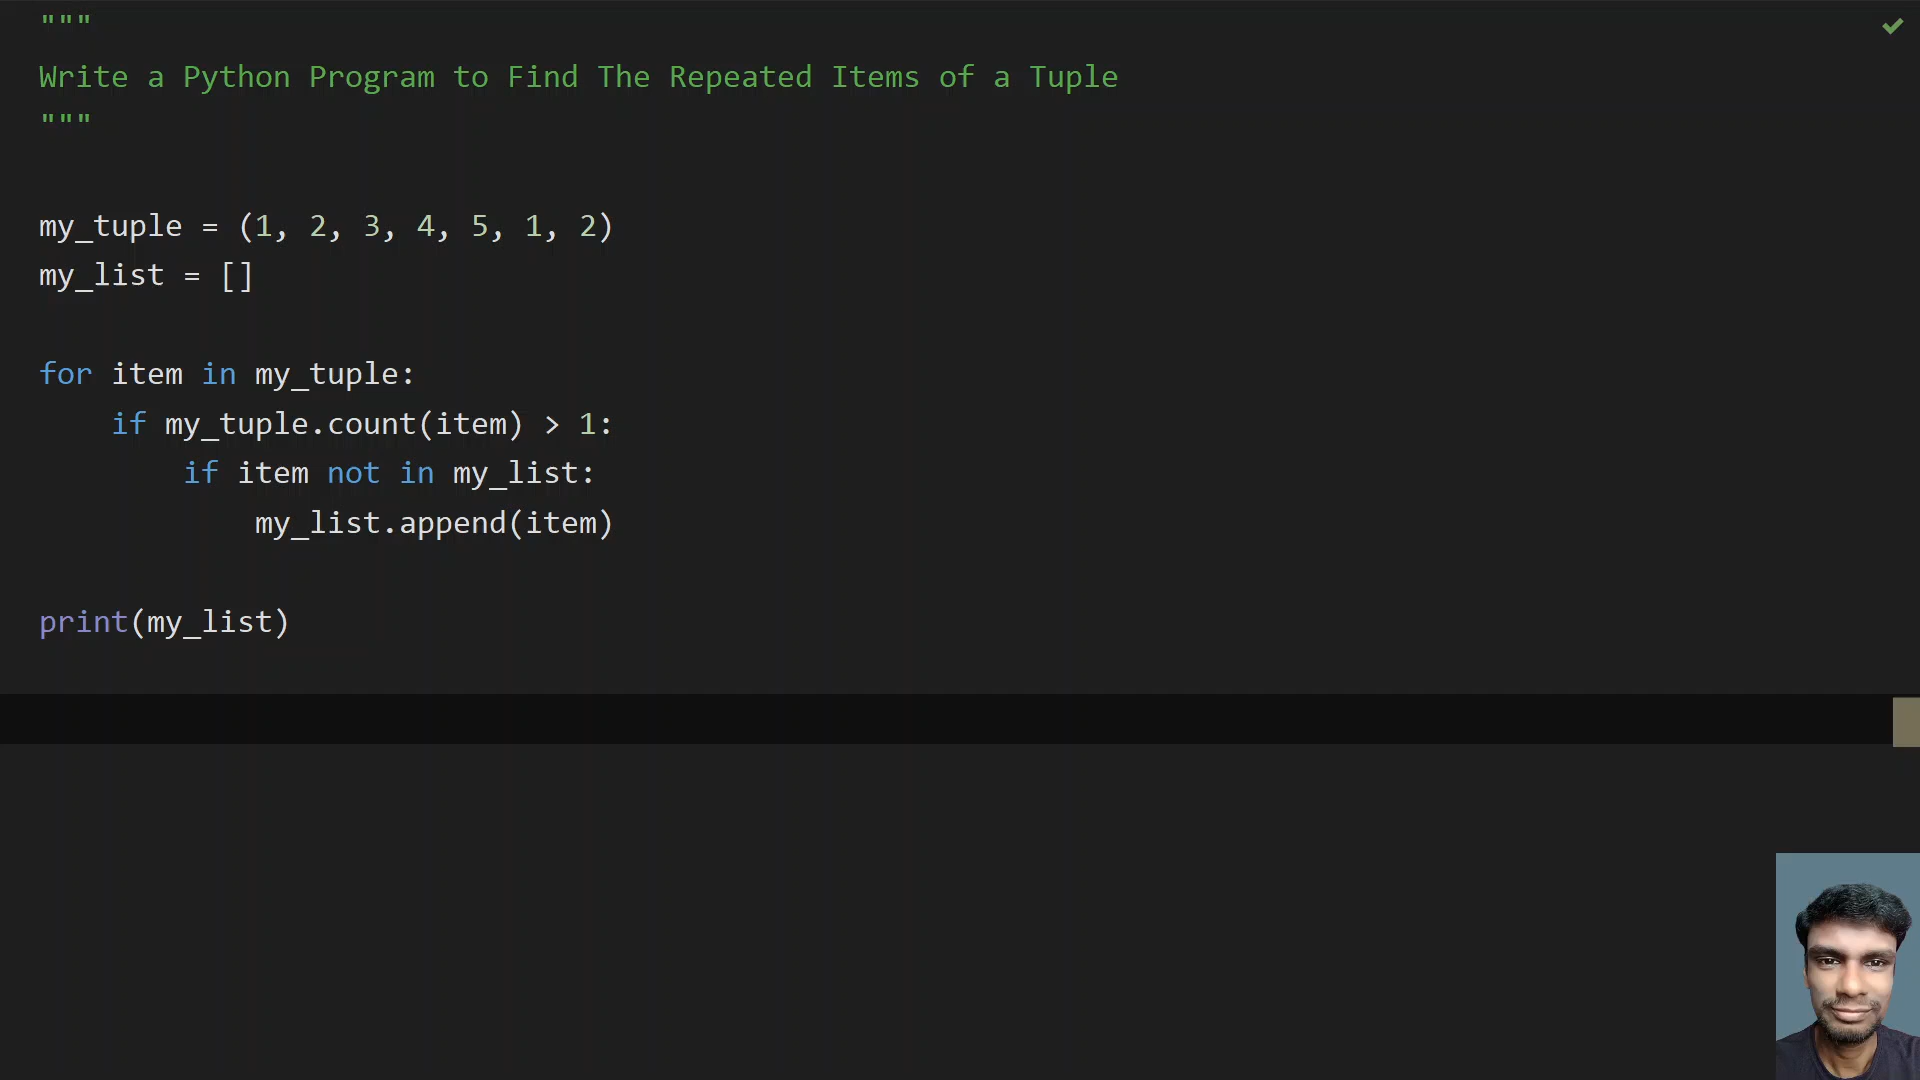 """
Write a Python Program to Find The Repeated Items of a Tuple
"""
my_tuple = (1, 2, 3, 4, 5, 1, 2)
my_list = []
for item in my_tuple:
    if my_tuple.count(item) > 1:
        if item not in my_list:
            my_list.append(item)
print(my_list)